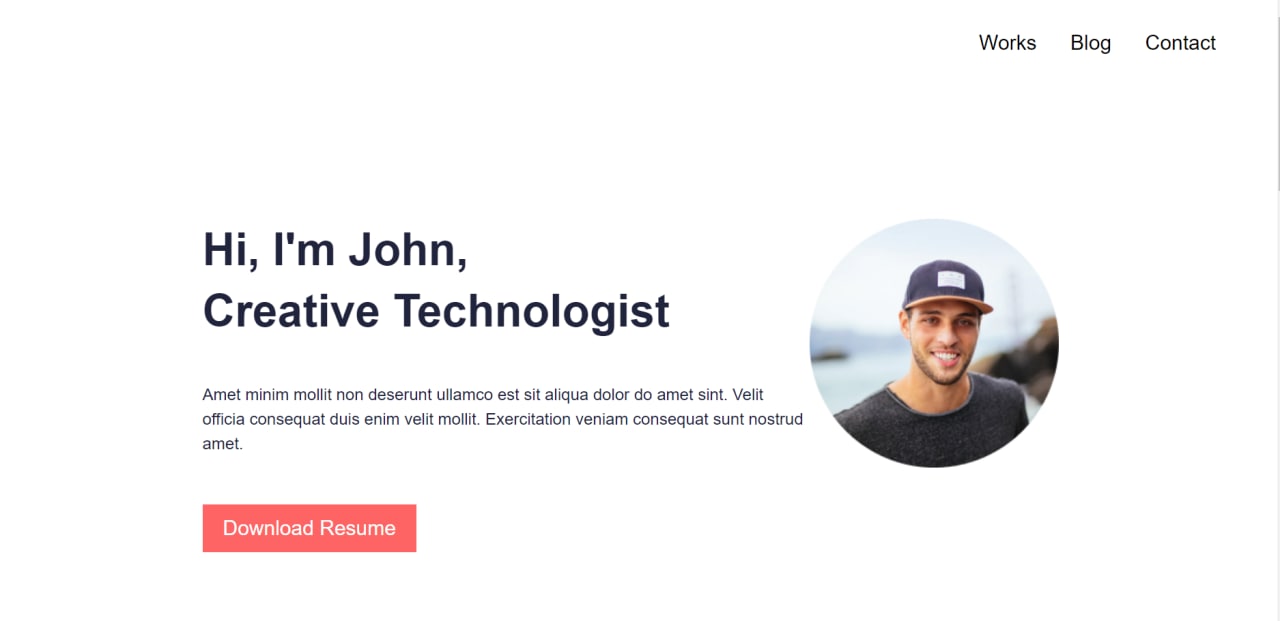 Works Blog Contact
Hi, I'm John,
Creative Technologist
Amet minim mollit non deserunt ullamco est sit aliqua dolor do amet sint. Velit
officia consequat duis enim velit mollit. Exercitation veniam consequat sunt nostrud
amet.
Download Resume